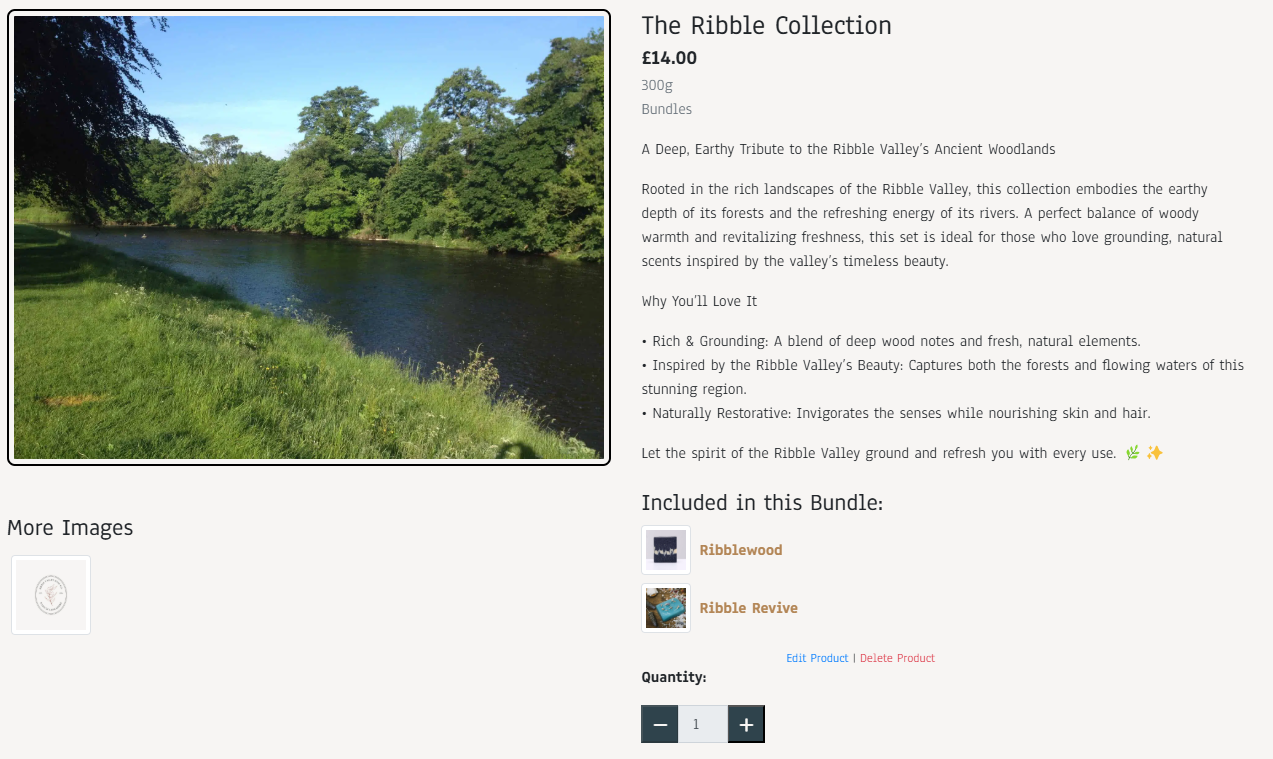 The Ribble Collection
£14.00
300g
Bundles
A Deep, Earthy Tribute to the Ribble Valley's Ancient Woodlands
Rooted in the rich landscapes of the Ribble Valley, this collection embodies the earthy
depth of its forests and the refreshing energy of its rivers. A perfect balance of woody
warmth and revitalizing freshness, this set is ideal for those who love grounding, natural
scents inspired by the valley's timeless beauty.
Why You'll Love It
• Rich & Grounding: A blend of deep wood notes and fresh, natural elements.
• Inspired by the Ribble Valley's Beauty: Captures both the forests and flowing waters of this
stunning region.
• Naturally Restorative: Invigorates the senses while nourishing skin and hair.
Let the spirit of the Ribble Valley ground and refresh you with every use. 🌿 ✨
More Images
Included in this Bundle:
Ribblewood
Ribble Revive
Edit Product | Delete Product
Quantity:
− 1 +